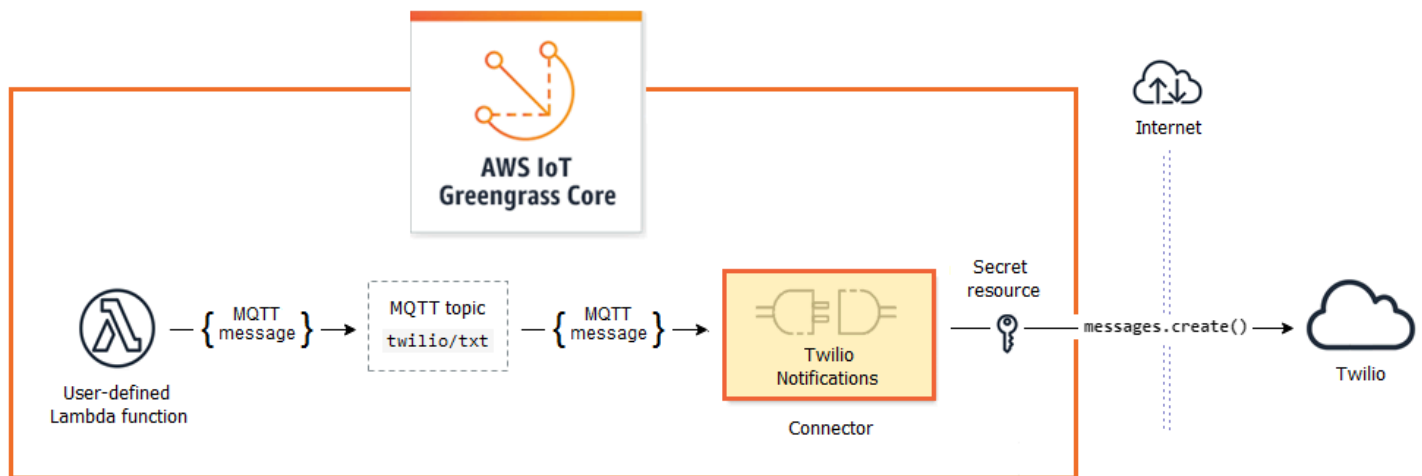 AWS IoT
Greengrass Core
Internet
Secret
resource
{ MQTT
message }
MQTT topic
twilio/txt
{ MQTT
message }
messages.create()
Twilio
Notifications
Twilio
User-defined
Lambda function
Connector